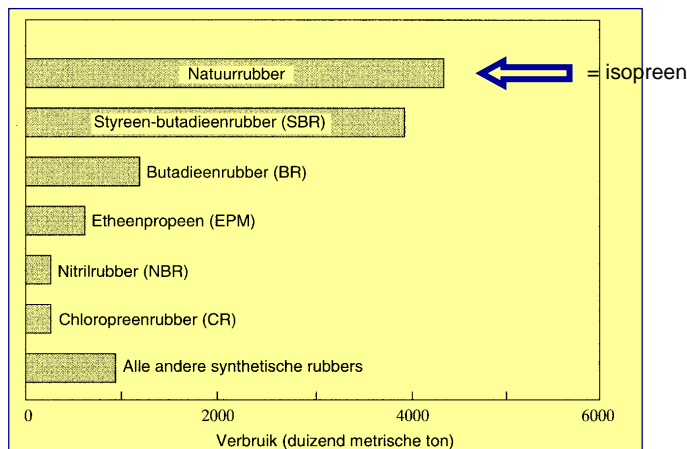 Natuurrubber
= isopreen
Styreen-butadieenrubber (SBR)
Butadieenrubber (BR)
Etheenpropeen (EPM)
Nitrilrubber (NBR)
Chloropreenrubber (CR)
Alle andere synthetische rubbers
0 2000 4000 6000
Verbruik (duizend metrische ton)